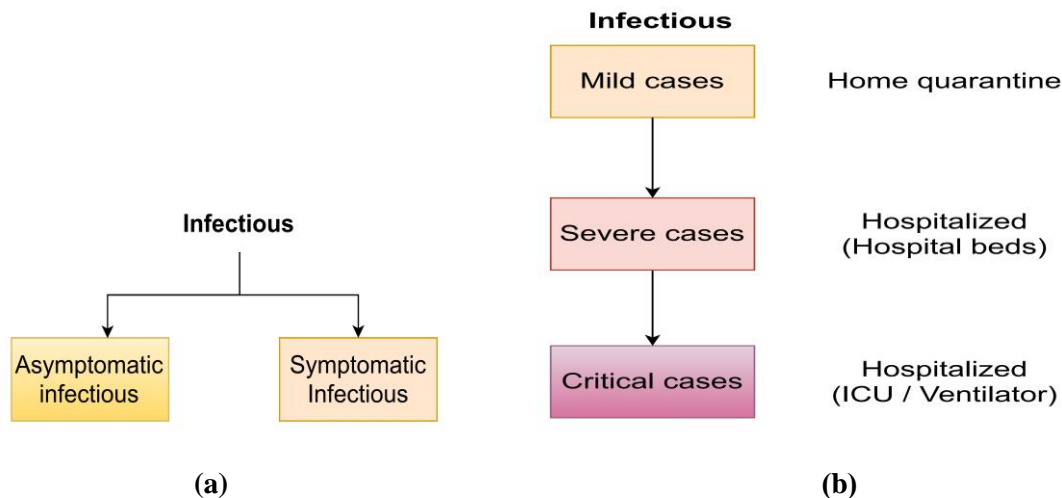 Infectious
Asymptomatic
infectious
Symptomatic
Infectious
(a)
Infectious
Mild cases
Home quarantine
Severe cases
Hospitalized
(Hospital beds)
Critical cases
Hospitalized
(ICU / Ventilator)
(b)